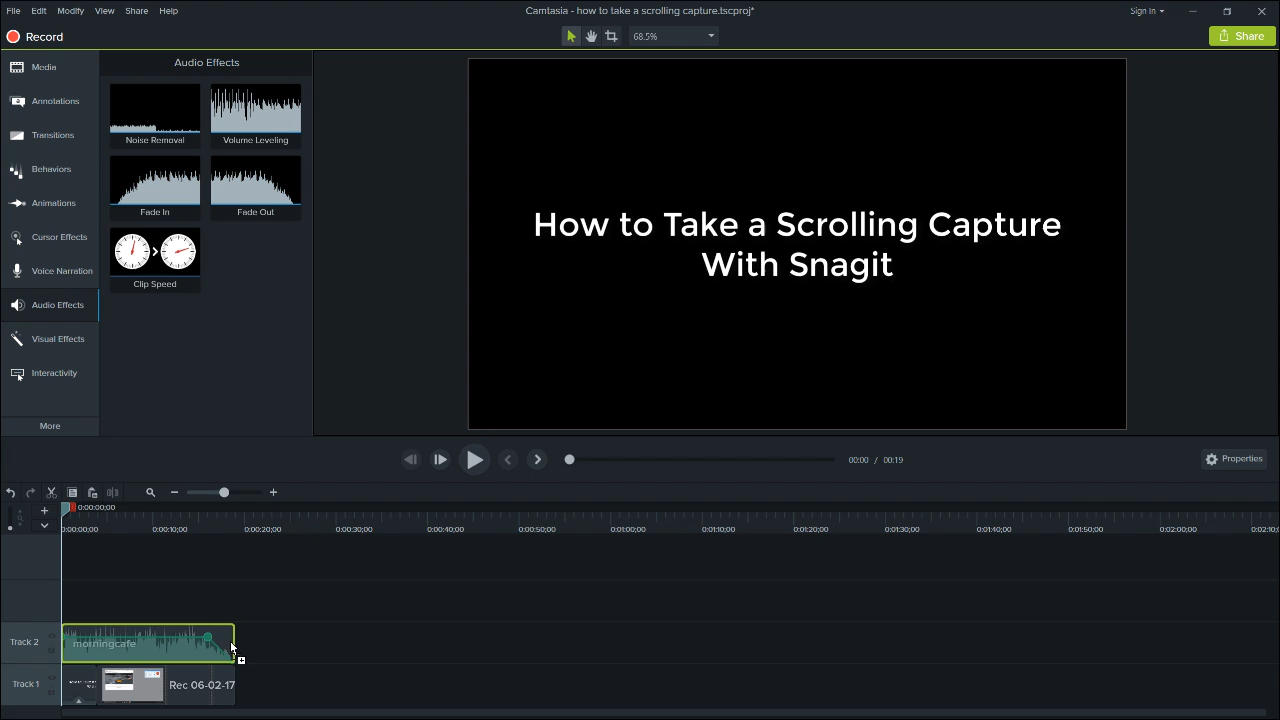 File Edit Modify View Share Help
Camtasia - how to take a scrolling capture.tscproj*
Sign In
Record
68.5%
Share
Media
Annotations
Transitions
Behaviors
Animations
Cursor Effects
Voice Narration
Audio Effects
Visual Effects
Interactivity
More
Audio Effects
Noise Removal
Volume Leveling
Fade In
Fade Out
Clip Speed
How to Take a Scrolling Capture
With Snagit
00:00 / 00:19
Properties
0:00:00;00
0:00:00;00 0:00:10;00 0:00:20;00 0:00:30;00 0:00:40;00 0:00:50;00 0:01:00;00 0:01:10;00 0:01:20;00 0:01:30;00 0:01:40;00 0:01:50;00 0:02:00;00 0:02:10;
Track 2
morningcafe
Track 1
Rec 06-02-17